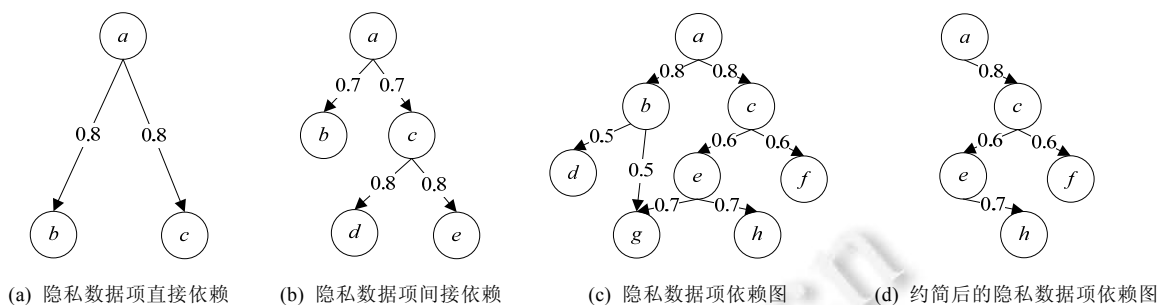 a
0.8 0.8
b c
(a) 隐私数据项直接依赖
a
0.7 0.7
b c
0.8 0.8
d e
(b) 隐私数据项间接依赖
a
0.8 0.8
b c
0.5 0.5 0.6 0.6
d e f
0.7 0.7
g h
(c) 隐私数据项依赖图
a
0.8
c
0.6 0.6
e f
0.7
h
(d) 约简后的隐私数据项依赖图